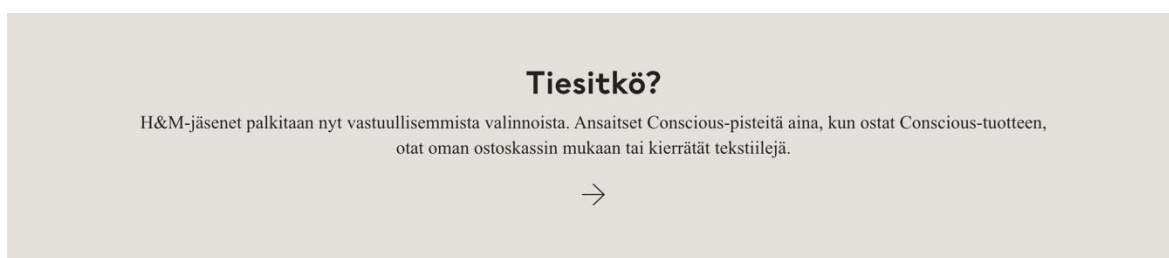 Tiesitkö?
H&M-jäsenet palkitaan nyt vastuullisemmista valinnoista. Ansaitset Conscious-pisteitä aina, kun ostat Conscious-tuotteen,
otat oman ostoskassin mukaan tai kierrätät tekstiilejä.